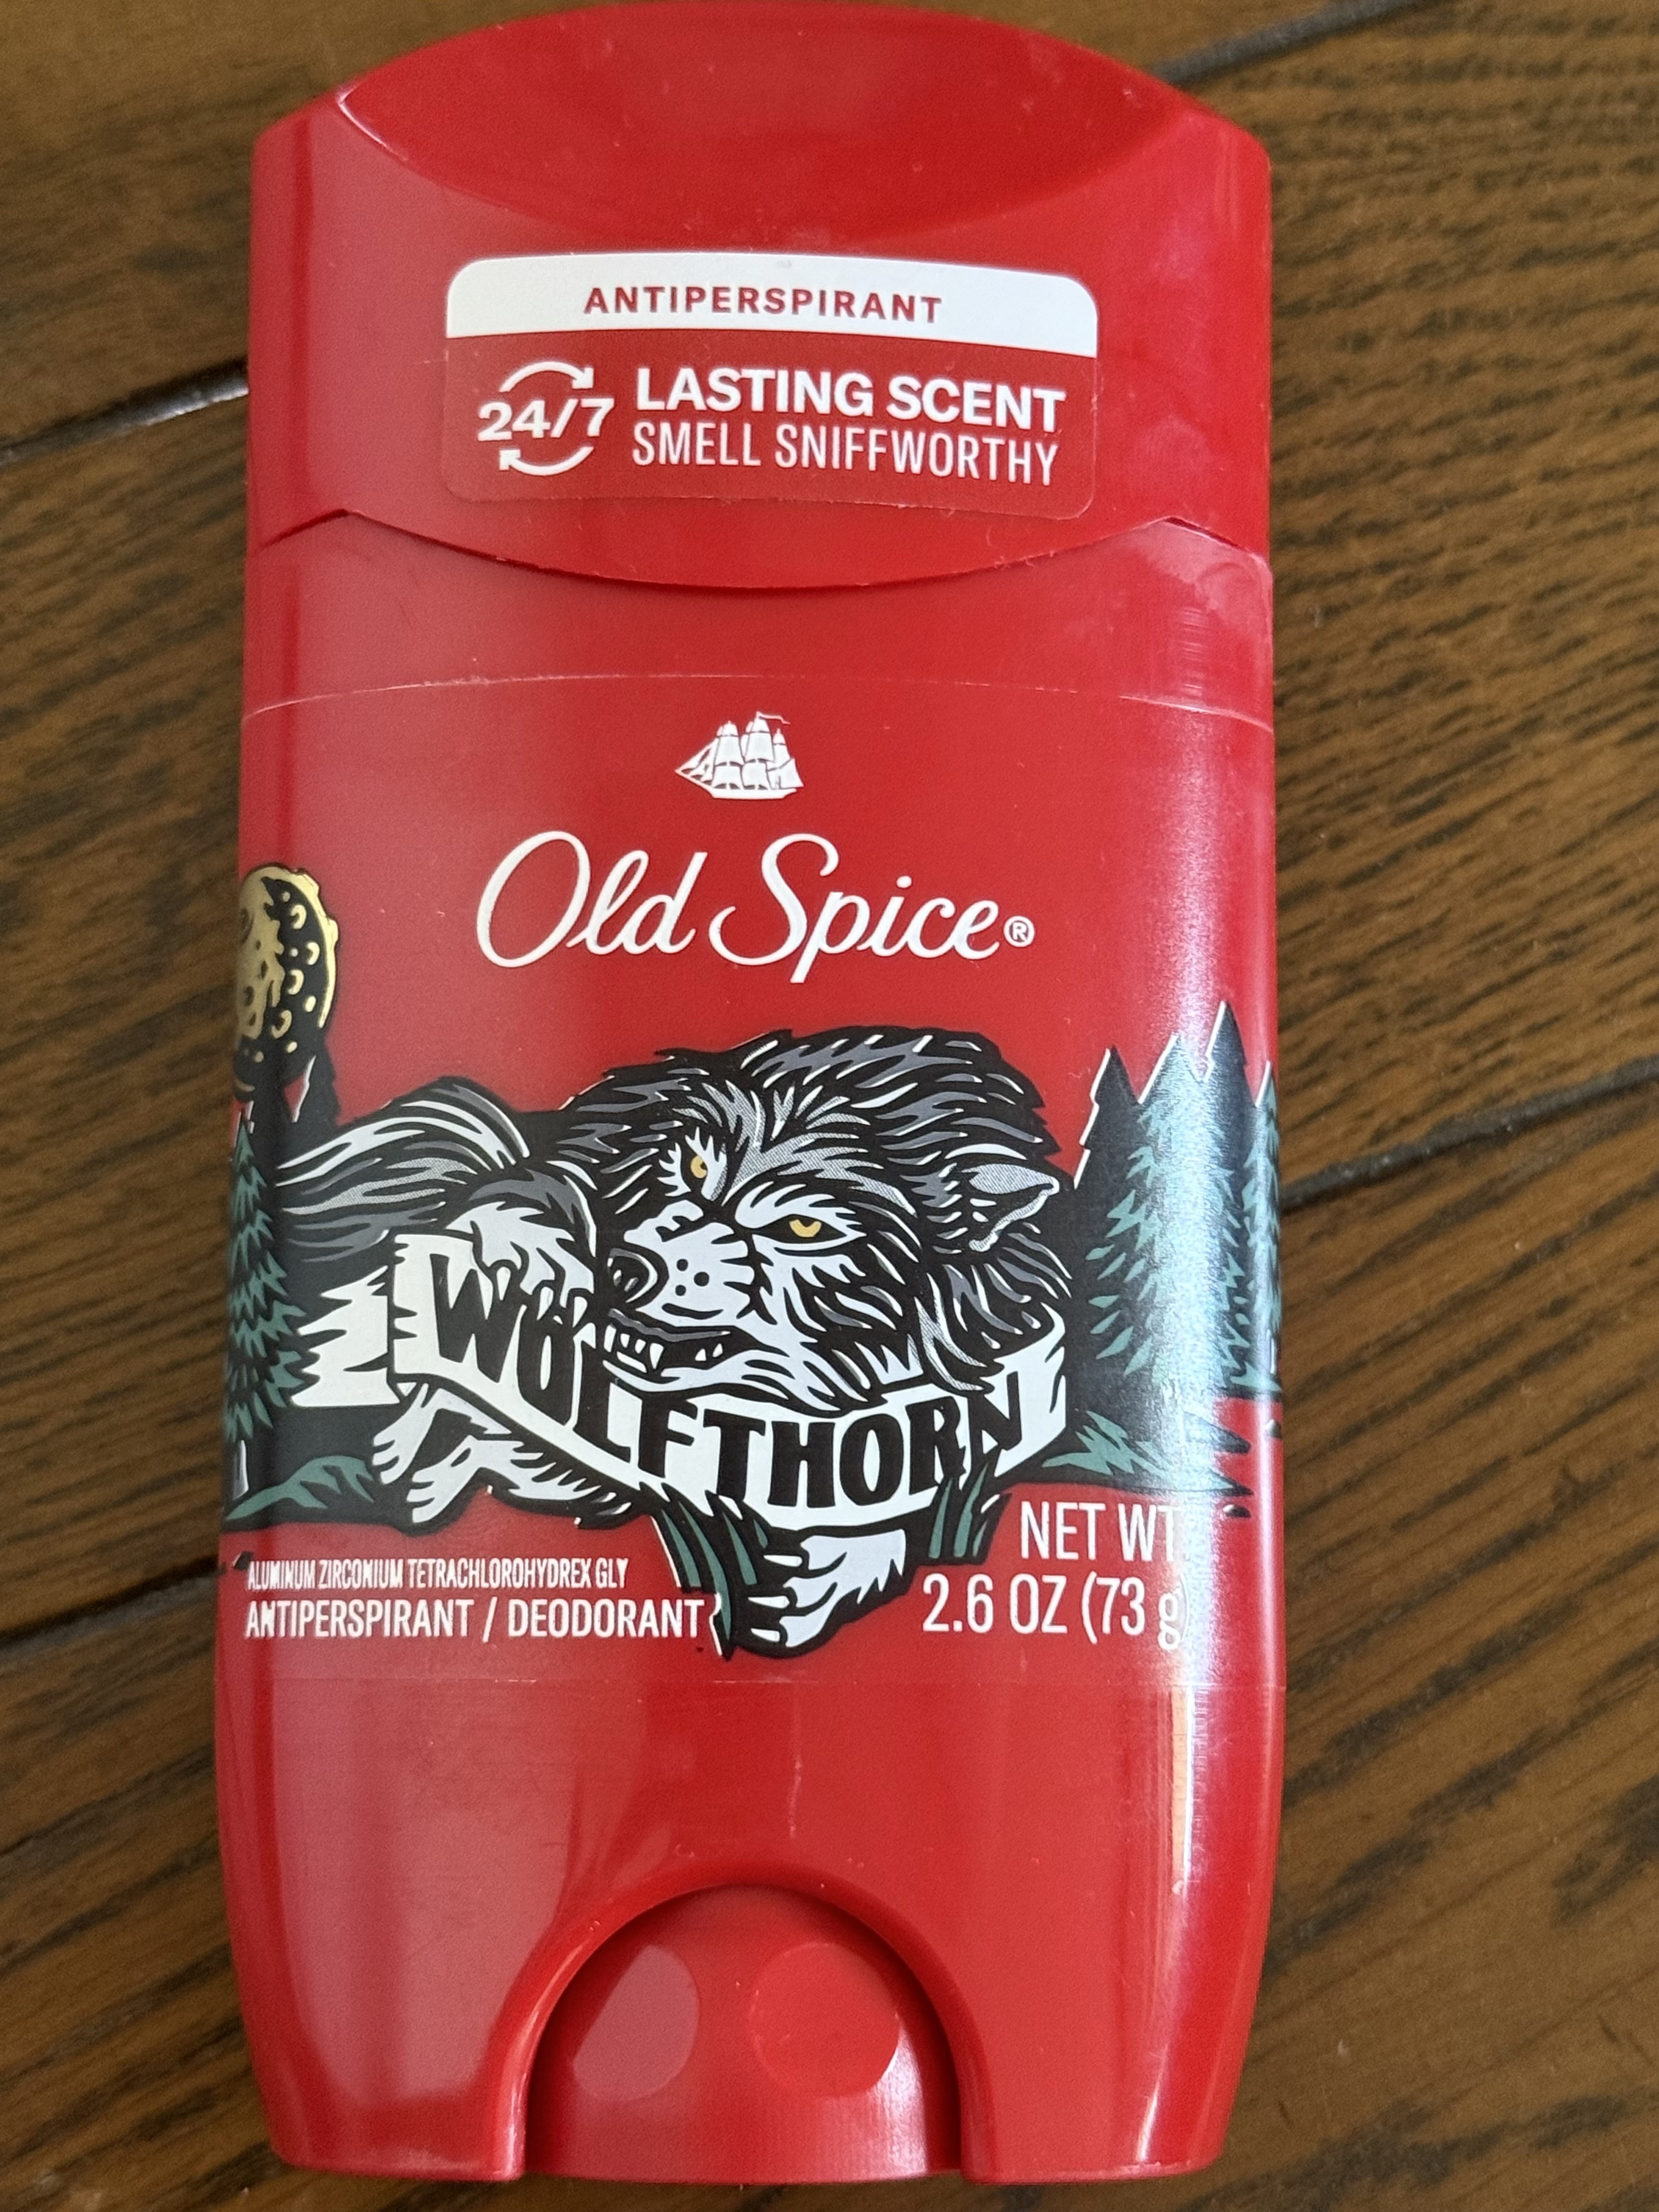 ANTIPERSPIRANT
24/7
LASTING SCENT
SMELL SNIFFWORTHY
Old Spice®
WOLFTHORN
ALUMINUM ZIRCONIUM TETRACHLOROHYDREX GLY
ANTIPERSPIRANT / DEODORANT
NET WT.
2.6 OZ (73 g)